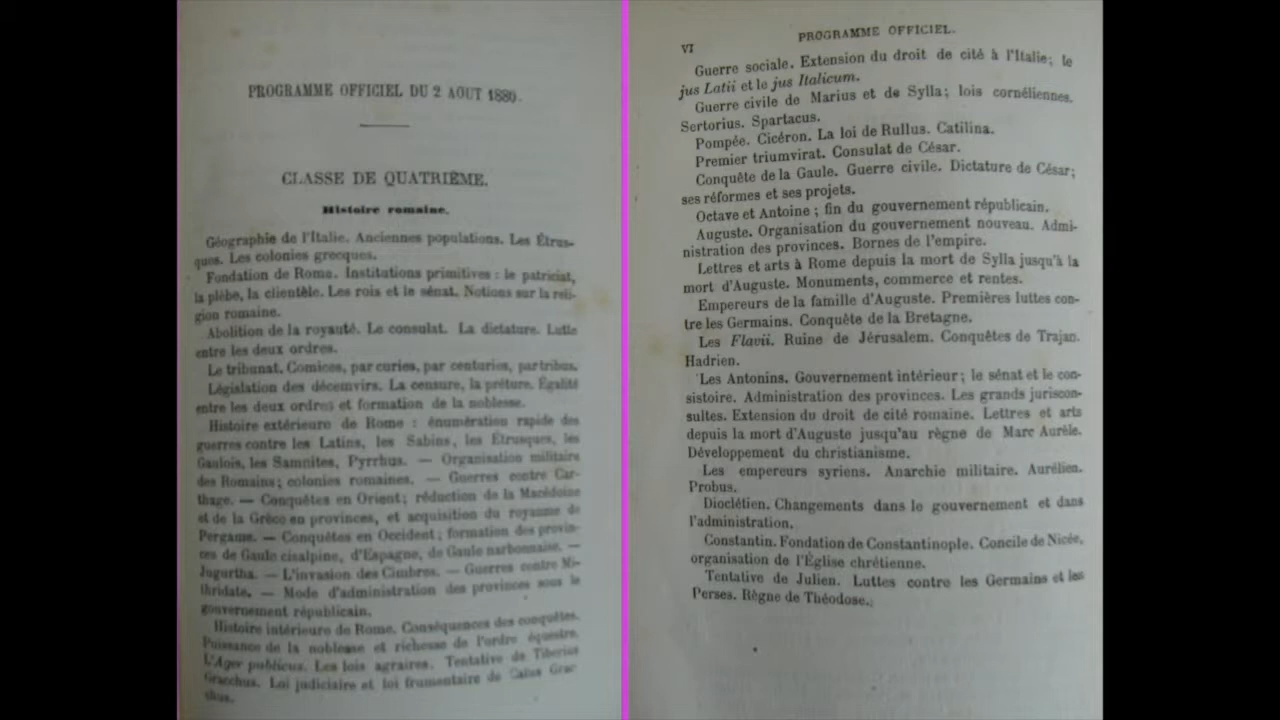 PROGRAMME OFFICIEL DU 2 AOUT 1880.
CLASSE DE QUATRIÈME.
Histoire romaine.
Géographie de l'Italie. Anciennes populations. Les Étrus-
ques. Les colonies grecques.
Fondation de Rome. Institutions primitives : le patriciat,
la plèbe, la clientèle. Les rois et le sénat. Notions sur la reli-
gion romaine.
Abolition de la royauté. Le consulat. La dictature. Lutte
entre les deux ordres.
Le tribunat. Comices, par curies, par centuries, par tribus.
Législation des décemvirs. La censure, la préture. Égalité
entre les deux ordres et formation de la noblesse.
Histoire extérieure de Rome : énumération rapide des
guerres contre les Latins, les Sabins, les Étrusques, les
Gaulois, les Samnites, Pyrrhus. — Organisation militaire
des Romains; colonies romaines. — Guerres contre Car-
thage. — Conquêtes en Orient; réduction de la Macédoine
et de la Grèce en provinces, et acquisition du royaume de
Pergame. — Conquêtes en Occident; formation des provin-
ces de Gaule cisalpine, d'Espagne, de Gaule narbonnaise. —
Jugurtha. — L'invasion des Cimbres. — Guerres contre Mi-
thridate. — Mode d'administration des provinces sous le
gouvernement républicain.
Histoire intérieure de Rome. Conséquences des conquêtes.
Puissance de la noblesse et richesse de l'ordre équestre.
L'Ager publicus. Les lois agraires. Tentative de Tiberius
Gracchus. Loi judiciaire et loi frumentaire de Caius Grac-
chus.
VI
PROGRAMME OFFICIEL.
Guerre sociale. Extension du droit de cité à l'Italie; le
jus Latii et le jus Italicum.
Guerre civile de Marius et de Sylla; lois cornéliennes.
Sertorius. Spartacus.
Pompée. Cicéron. La loi de Rullus. Catilina.
Premier triumvirat. Consulat de César.
Conquête de la Gaule. Guerre civile. Dictature de César;
ses réformes et ses projets.
Octave et Antoine; fin du gouvernement républicain.
Auguste. Organisation du gouvernement nouveau. Admi-
nistration des provinces. Bornes de l'empire.
Lettres et arts à Rome depuis la mort de Sylla jusqu'à la
mort d'Auguste. Monuments, commerce et rentes.
Empereurs de la famille d'Auguste. Premières luttes con-
tre les Germains. Conquête de la Bretagne.
Les Flavii. Ruine de Jérusalem. Conquêtes de Trajan.
Hadrien.
Les Antonins. Gouvernement intérieur; le sénat et le con-
sistoire. Administration des provinces. Les grands juriscon-
sultes. Extension du droit de cité romaine. Lettres et arts
depuis la mort d'Auguste jusqu'au règne de Marc Aurèle.
Développement du christianisme.
Les empereurs syriens. Anarchie militaire. Aurélien.
Probus.
Dioclétien. Changements dans le gouvernement et dans
l'administration.
Constantin. Fondation de Constantinople. Concile de Nicée,
organisation de l'Église chrétienne.
Tentative de Julien. Luttes contre les Germains et les
Perses. Règne de Théodose.